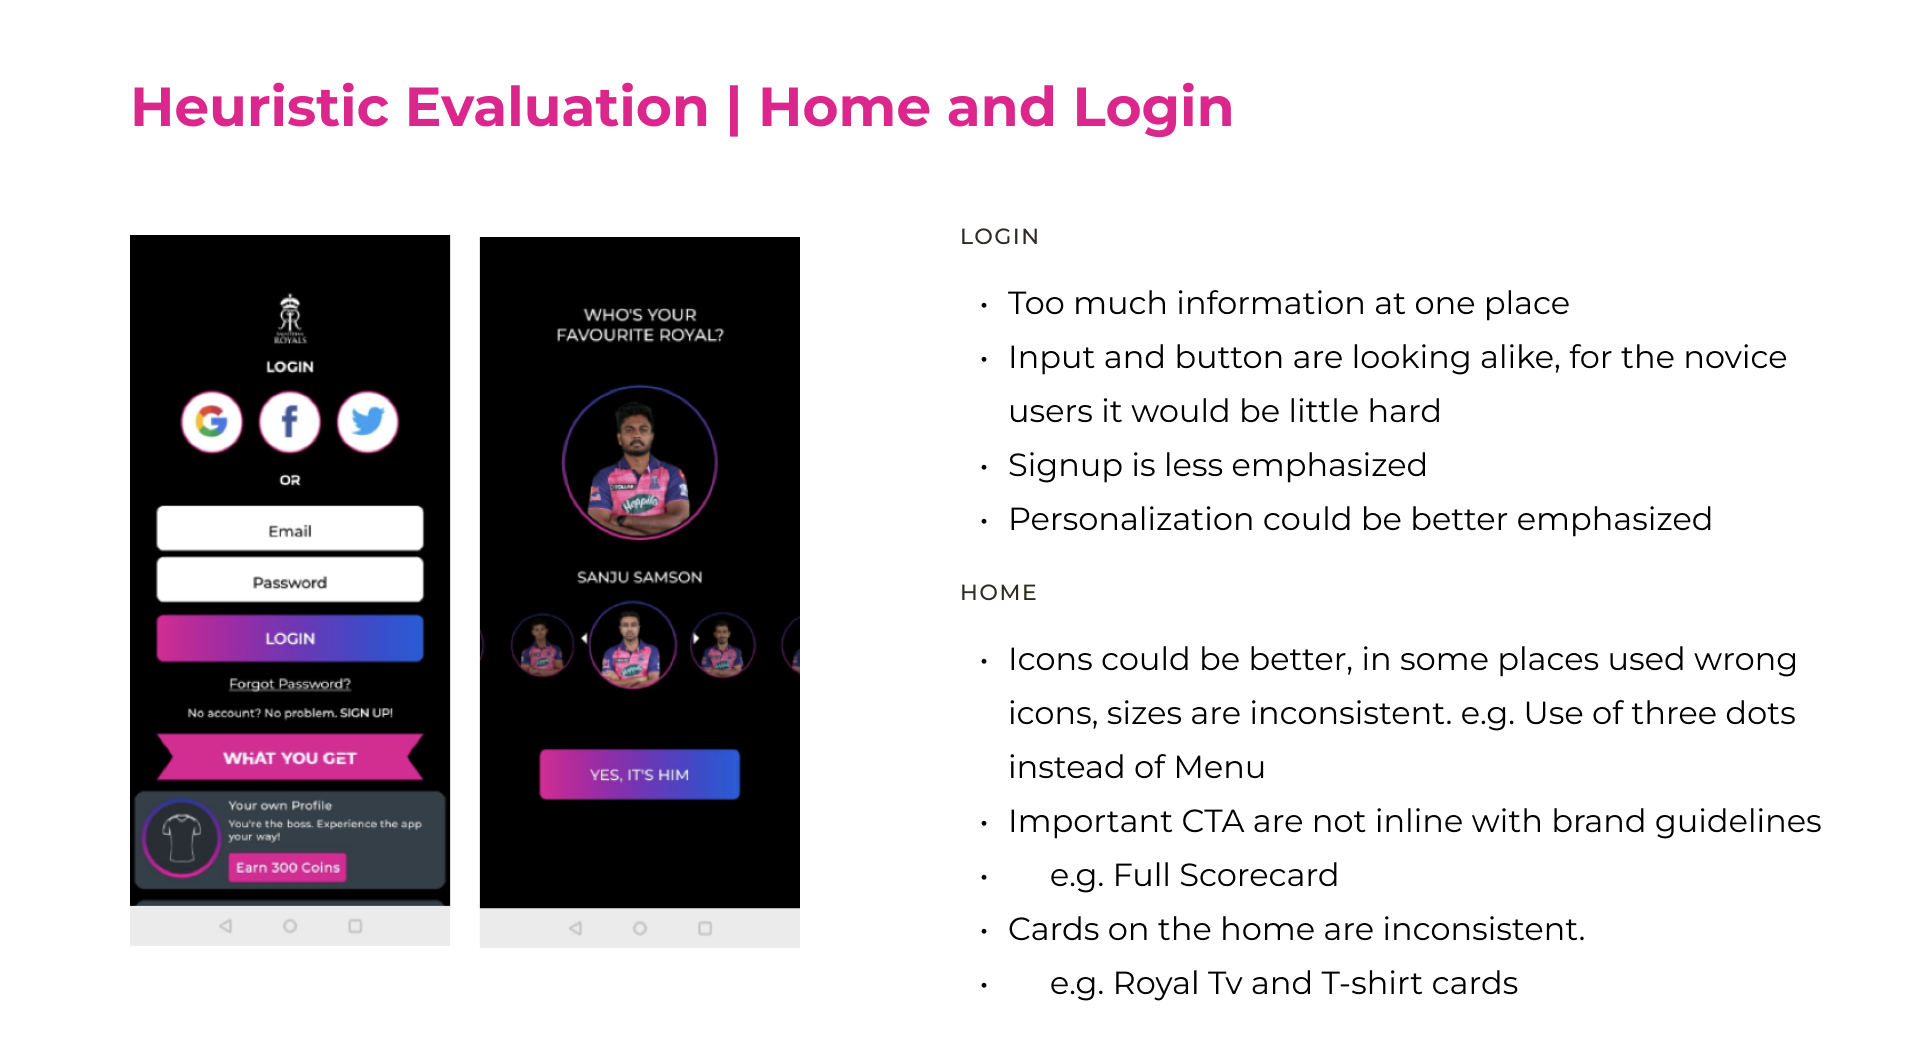 Heuristic Evaluation | Home and Login
ROYALS
LOGIN
OR
Email
Password
LOGIN
Forgot Password?
No account? No problem. SIGN UP!
WHAT YOU GET
Your own Profile
You're the boss. Experience the app
your way!
Earn 300 Coins
WHO'S YOUR
FAVOURITE ROYAL?
SANJU SAMSON
YES, IT'S HIM
LOGIN
• Too much information at one place
• Input and button are looking alike, for the novice
users it would be little hard
• Signup is less emphasized
• Personalization could be better emphasized
HOME
• Icons could be better, in some places used wrong
icons, sizes are inconsistent. e.g. Use of three dots
instead of Menu
• Important CTA are not inline with brand guidelines
• e.g. Full Scorecard
• Cards on the home are inconsistent.
• e.g. Royal Tv and T-shirt cards